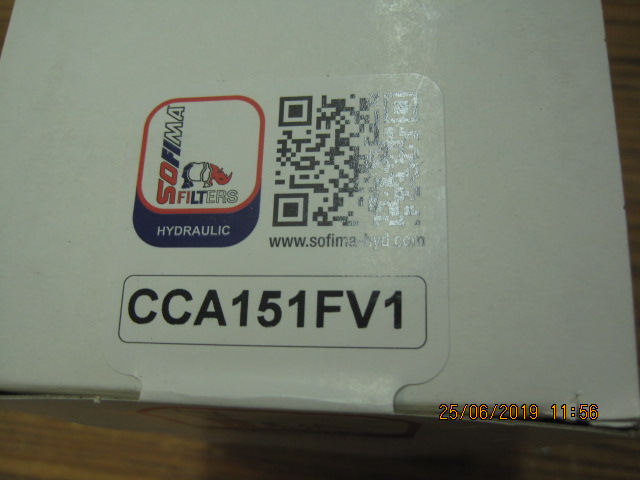 SOFIMA
FILTERS
HYDRAULIC
www.sofima-hyd.com
CCA151FV1
25/06/2019 11:56